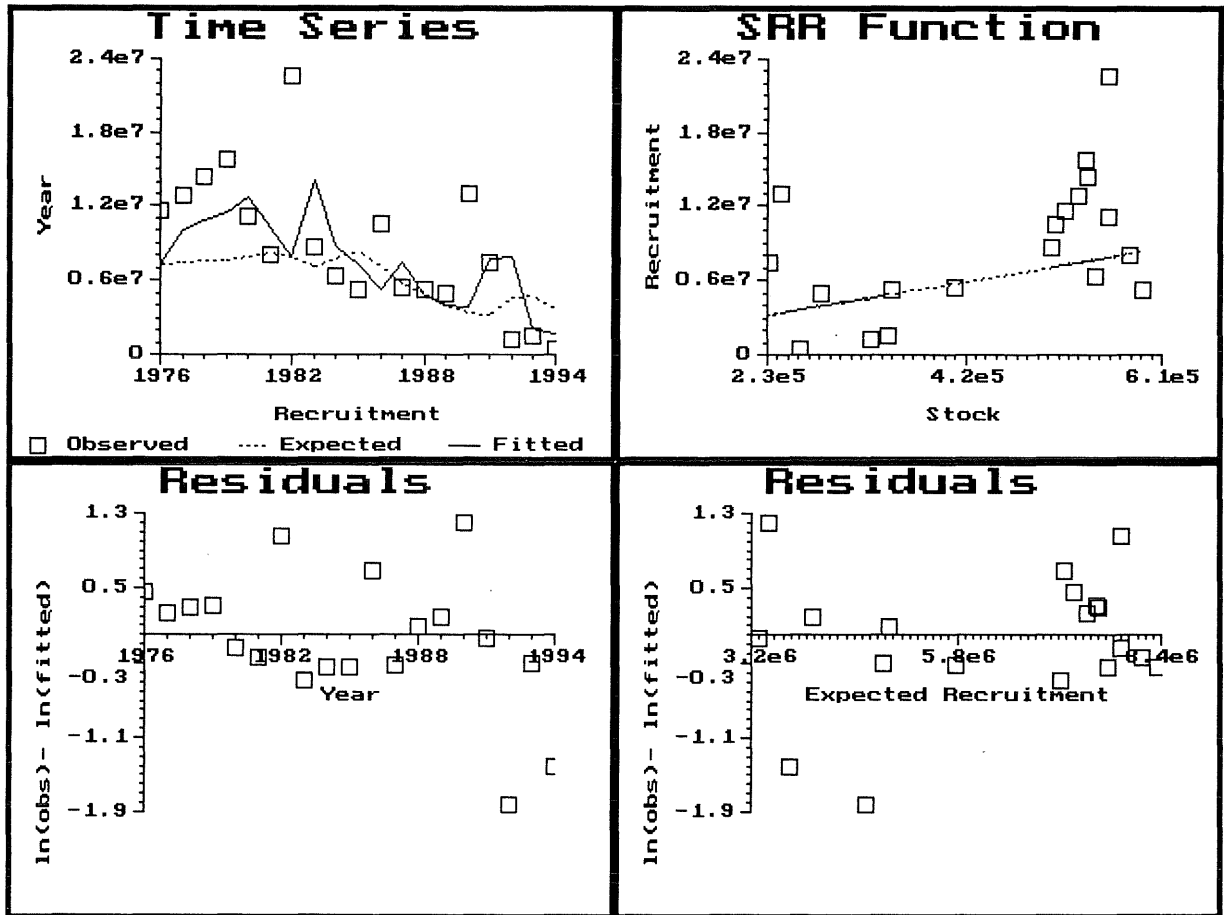 Time Series
2.4e7
1.8e7
1.2e7
0.6e7
0
Year
1976 1982 1988 1994
Recruitment
Observed Expected Fitted
SRR Function
2.4e7
1.8e7
1.2e7
0.6e7
0
Recruitment
2.3e5 4.2e5 6.1e5
Stock
Residuals
1.3
0.5
-0.3
-1.1
-1.9
ln(obs)- ln(fitted)
1976 1982 1988 1994
Year
Residuals
1.3
0.5
-0.3
-1.1
-1.9
ln(obs)- ln(fitted)
3.2e6 5.8e6 8.4e6
Expected Recruitment